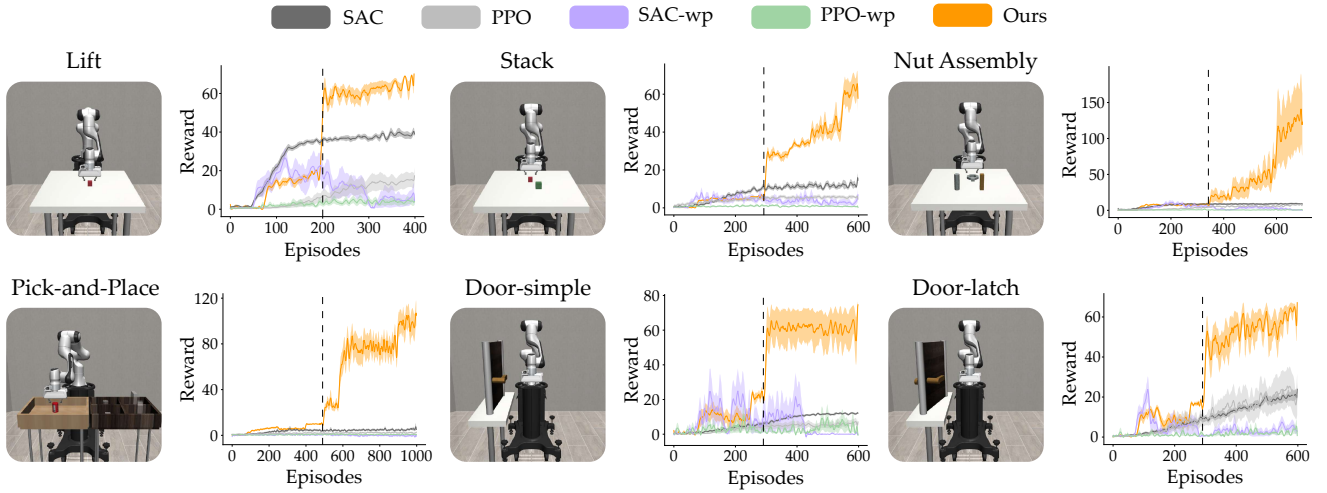 SAC PPO SAC-wp PPO-wp Ours
Lift
Reward
60
40
20
0
0 100 200 300 400
Episodes
Stack
Reward
60
40
20
0
0 200 400 600
Episodes
Nut Assembly
Reward
150
100
50
0
0 200 400 600
Episodes
Pick-and-Place
Reward
120
80
40
0
0 200 400 600 800 1000
Episodes
Door-simple
Reward
80
60
40
20
0
0 200 400 600
Episodes
Door-latch
Reward
60
40
20
0
0 200 400 600
Episodes